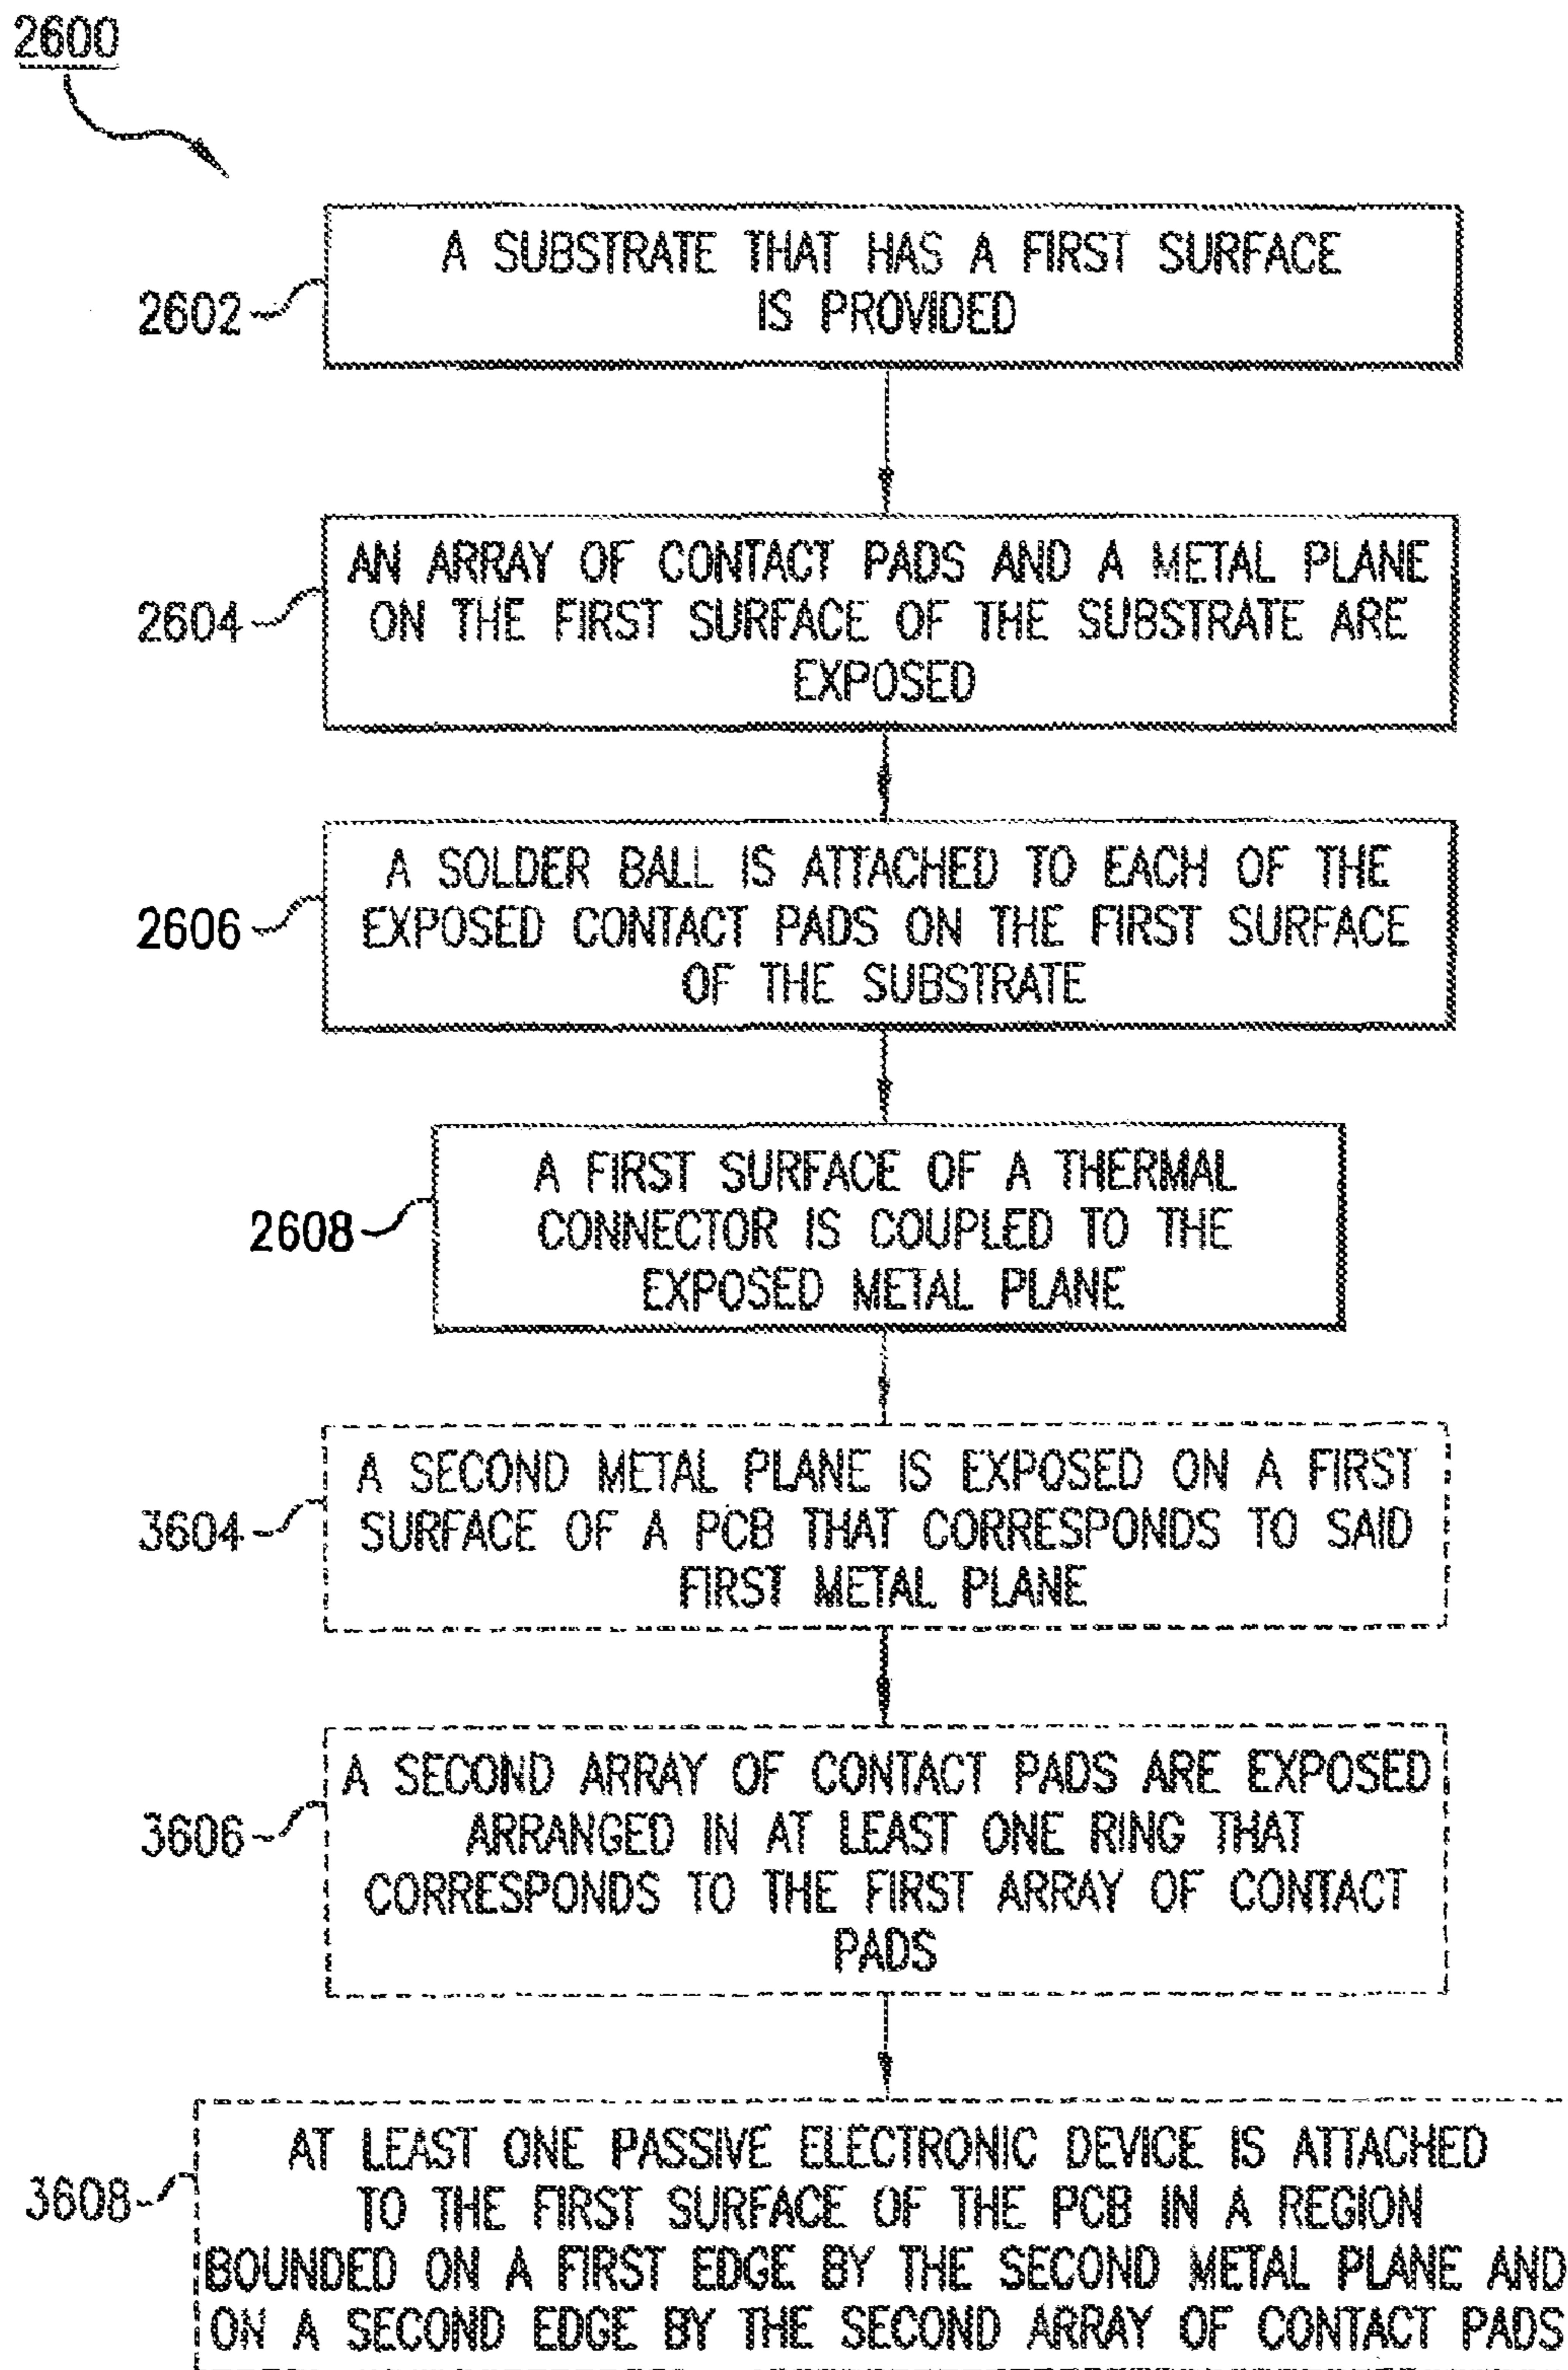 2600
A SUBSTRATE THAT HAS A FIRST SURFACE
IS PROVIDED
2602
AN ARRAY OF CONTACT PADS AND A METAL PLANE
ON THE FIRST SURFACE OF THE SUBSTRATE ARE
EXPOSED
2604
A SOLDER BALL IS ATTACHED TO EACH OF THE
EXPOSED CONTACT PADS ON THE FIRST SURFACE
OF THE SUBSTRATE
2606
A FIRST SURFACE OF A THERMAL
CONNECTOR IS COUPLED TO THE
EXPOSED METAL PLANE
2608
A SECOND METAL PLANE IS EXPOSED ON A FIRST
SURFACE OF A PCB THAT CORRESPONDS TO SAID
FIRST METAL PLANE
3604
A SECOND ARRAY OF CONTACT PADS ARE EXPOSED
ARRANGED IN AT LEAST ONE RING THAT
CORRESPONDS TO THE FIRST ARRAY OF CONTACT
PADS
3606
AT LEAST ONE PASSIVE ELECTRONIC DEVICE IS ATTACHED
TO THE FIRST SURFACE OF THE PCB IN A REGION
BOUNDED ON A FIRST EDGE BY THE SECOND METAL PLANE AND
ON A SECOND EDGE BY THE SECOND ARRAY OF CONTACT PADS
3608